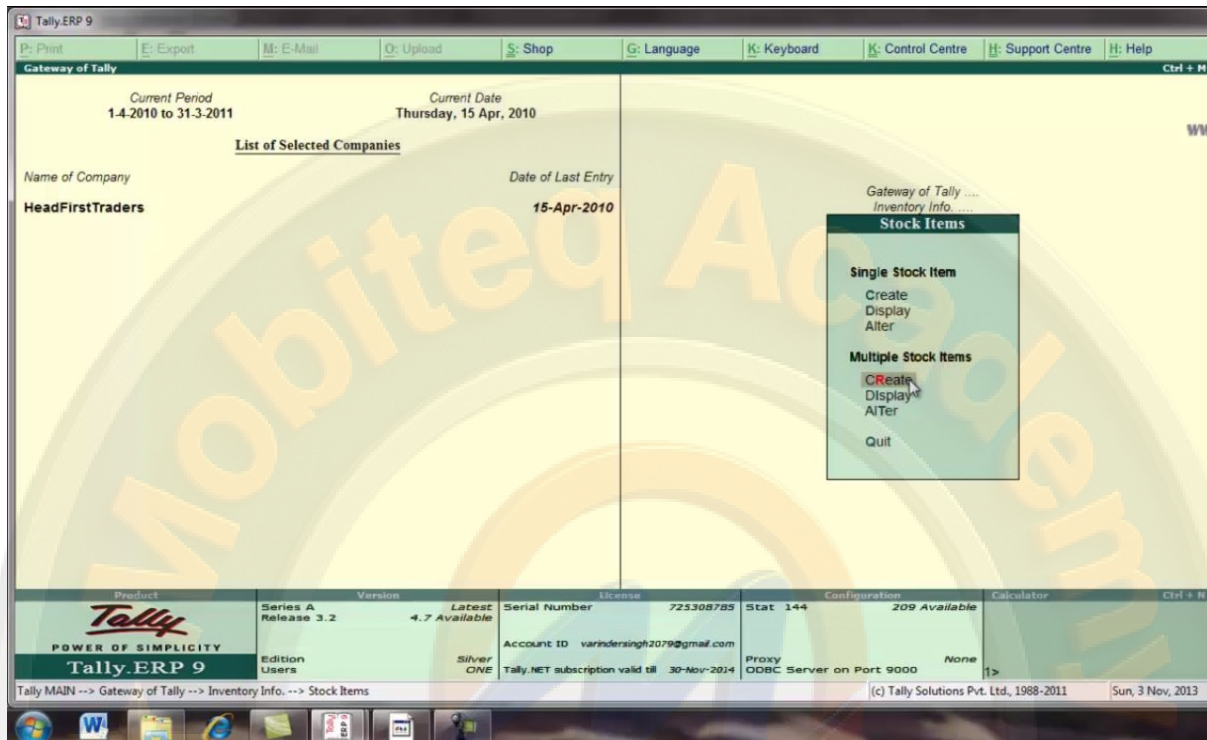 Tally.ERP 9
P: Print E: Export M: E-Mail O: Upload S: Shop G: Language K: Keyboard K: Control Centre H: Support Centre H: Help
Gateway of Tally Ctrl + M
Current Period Current Date
1-4-2010 to 31-3-2011 Thursday, 15 Apr, 2010
List of Selected Companies
Name of Company Date of Last Entry
HeadFirstTraders 15-Apr-2010
Gateway of Tally ....
Inventory Info. ....
Stock Items
Single Stock Item
Create
Display
Alter
Multiple Stock Items
CReate
DIsplay
AlTer
Quit
Mobiteq Academy
Product Version License Configuration Calculator Ctrl + N
Tally
POWER OF SIMPLICITY
Tally.ERP 9
Series A Latest
Release 3.2 4.7 Available
Edition Silver
Users ONE
Serial Number 725308785
Account ID varindersingh2079@gmail.com
Tally.NET subscription valid till 30-Nov-2014
Stat 144 209 Available
Proxy None
ODBC Server on Port 9000
1>
Tally MAIN --> Gateway of Tally --> Inventory Info. --> Stock Items (c) Tally Solutions Pvt. Ltd., 1988-2011 Sun, 3 Nov, 2013